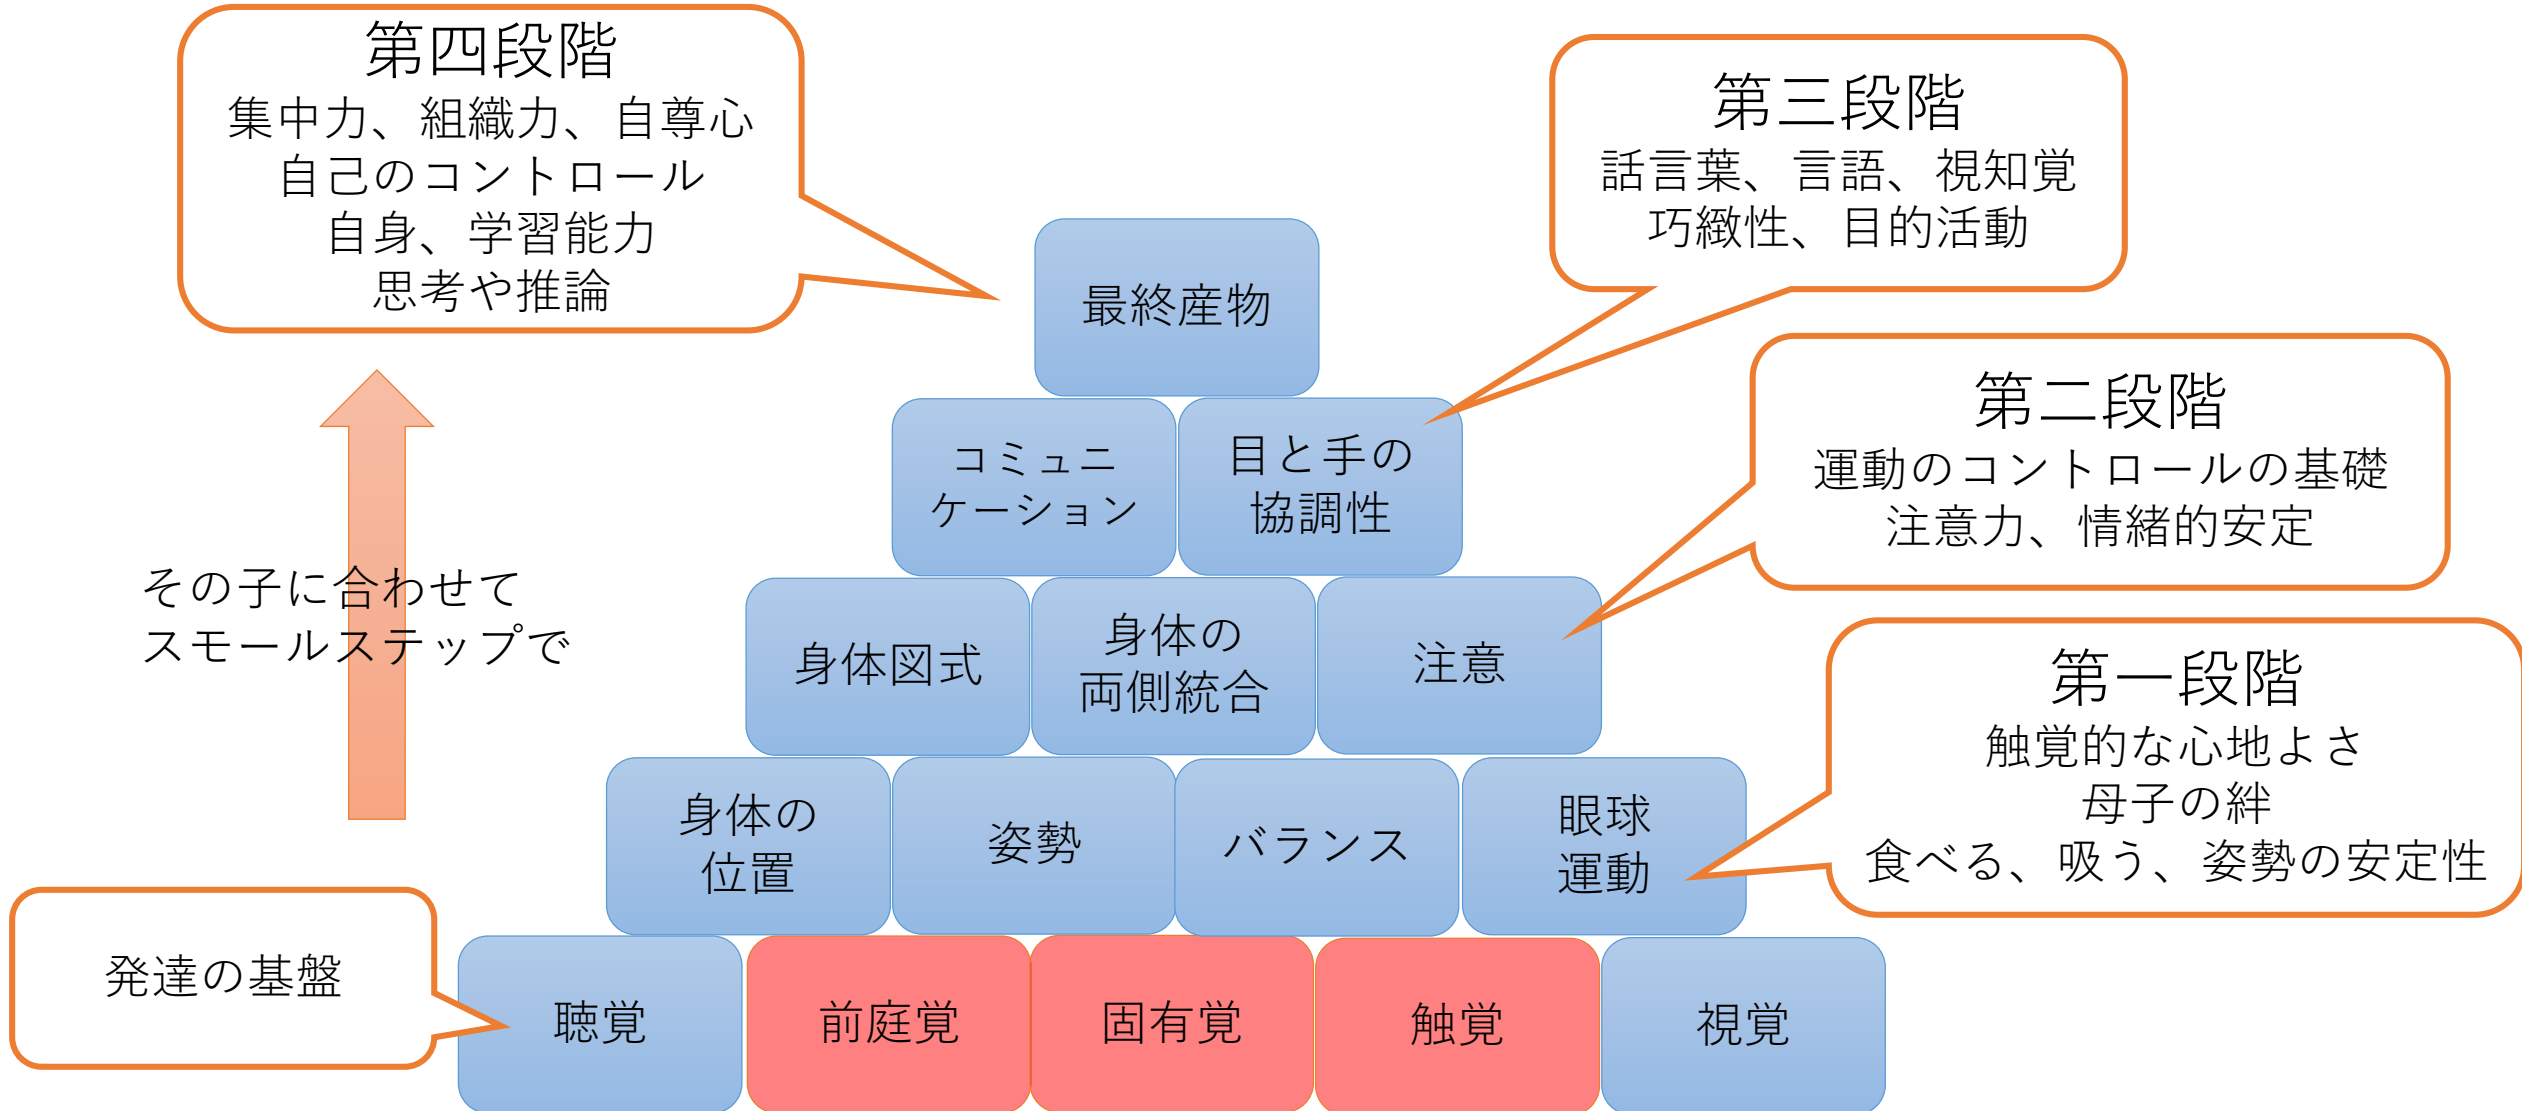 第四段階
集中力、組織力、自尊心
自己のコントロール
自身、学習能力
思考や推論
第三段階
話言葉、言語、視知覚
巧緻性、目的活動
最終産物
第二段階
運動のコントロールの基礎
注意力、情緒的安定
コミュニ
ケーション
目と手の
協調性
その子に合わせて
スモールステップで
身体図式
身体の
両側統合
注意
第一段階
触覚的な心地よさ
母子の絆
食べる、吸う、姿勢の安定性
身体の
位置
姿勢
バランス
眼球
運動
発達の基盤
聴覚
前庭覚
固有覚
触覚
視覚